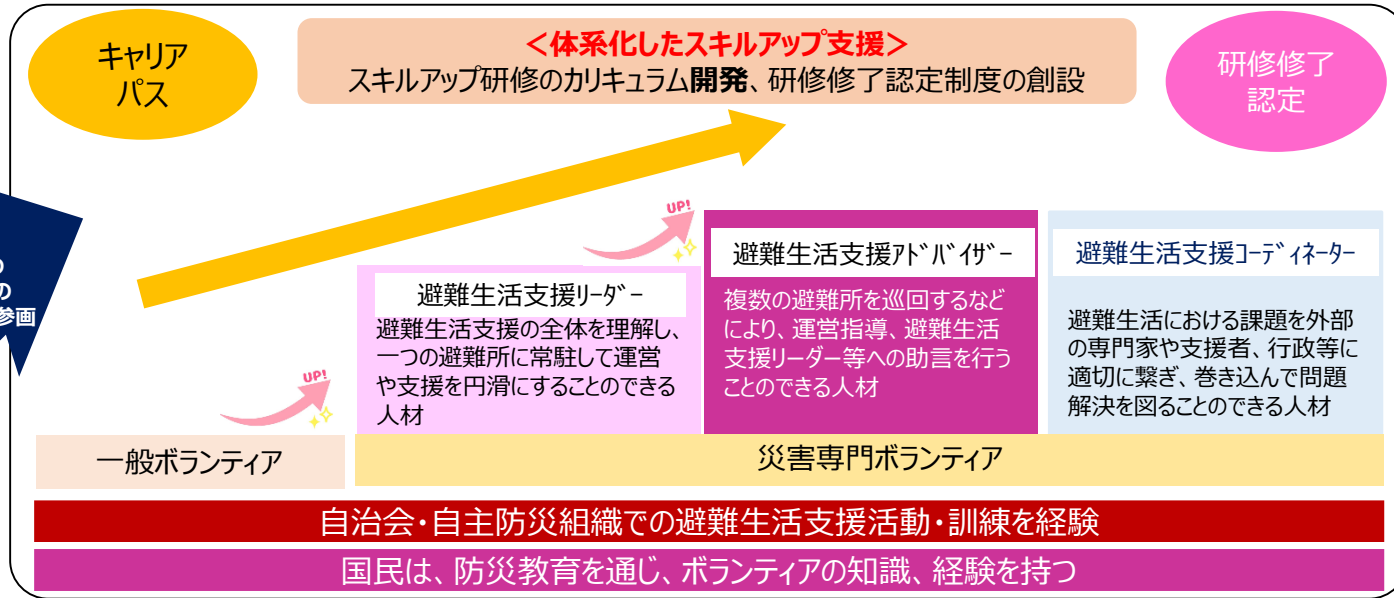 キャリア
パス
<体系化したスキルアップ支援>
スキルアップ研修のカリキュラム開発、研修修了認定制度の創設
研修修了
認定
の
の
参画
UP!
UP!
避難生活支援ﾘｰﾀﾞｰ
避難生活支援の全体を理解し、
一つの避難所に常駐して運営
や支援を円滑にすることのできる
人材
避難生活支援ｱﾄﾞﾊﾞｲｻﾞｰ
複数の避難所を巡回するなど
により、運営指導、避難生活
支援リーダー等への助言を行う
ことのできる人材
避難生活支援ｺｰﾃﾞｨﾈｰﾀｰ
避難生活における課題を外部
の専門家や支援者、行政等に
適切に繋ぎ、巻き込んで問題
解決を図ることのできる人材
一般ボランティア
災害専門ボランティア
自治会・自主防災組織での避難生活支援活動・訓練を経験
国民は、防災教育を通じ、ボランティアの知識、経験を持つ